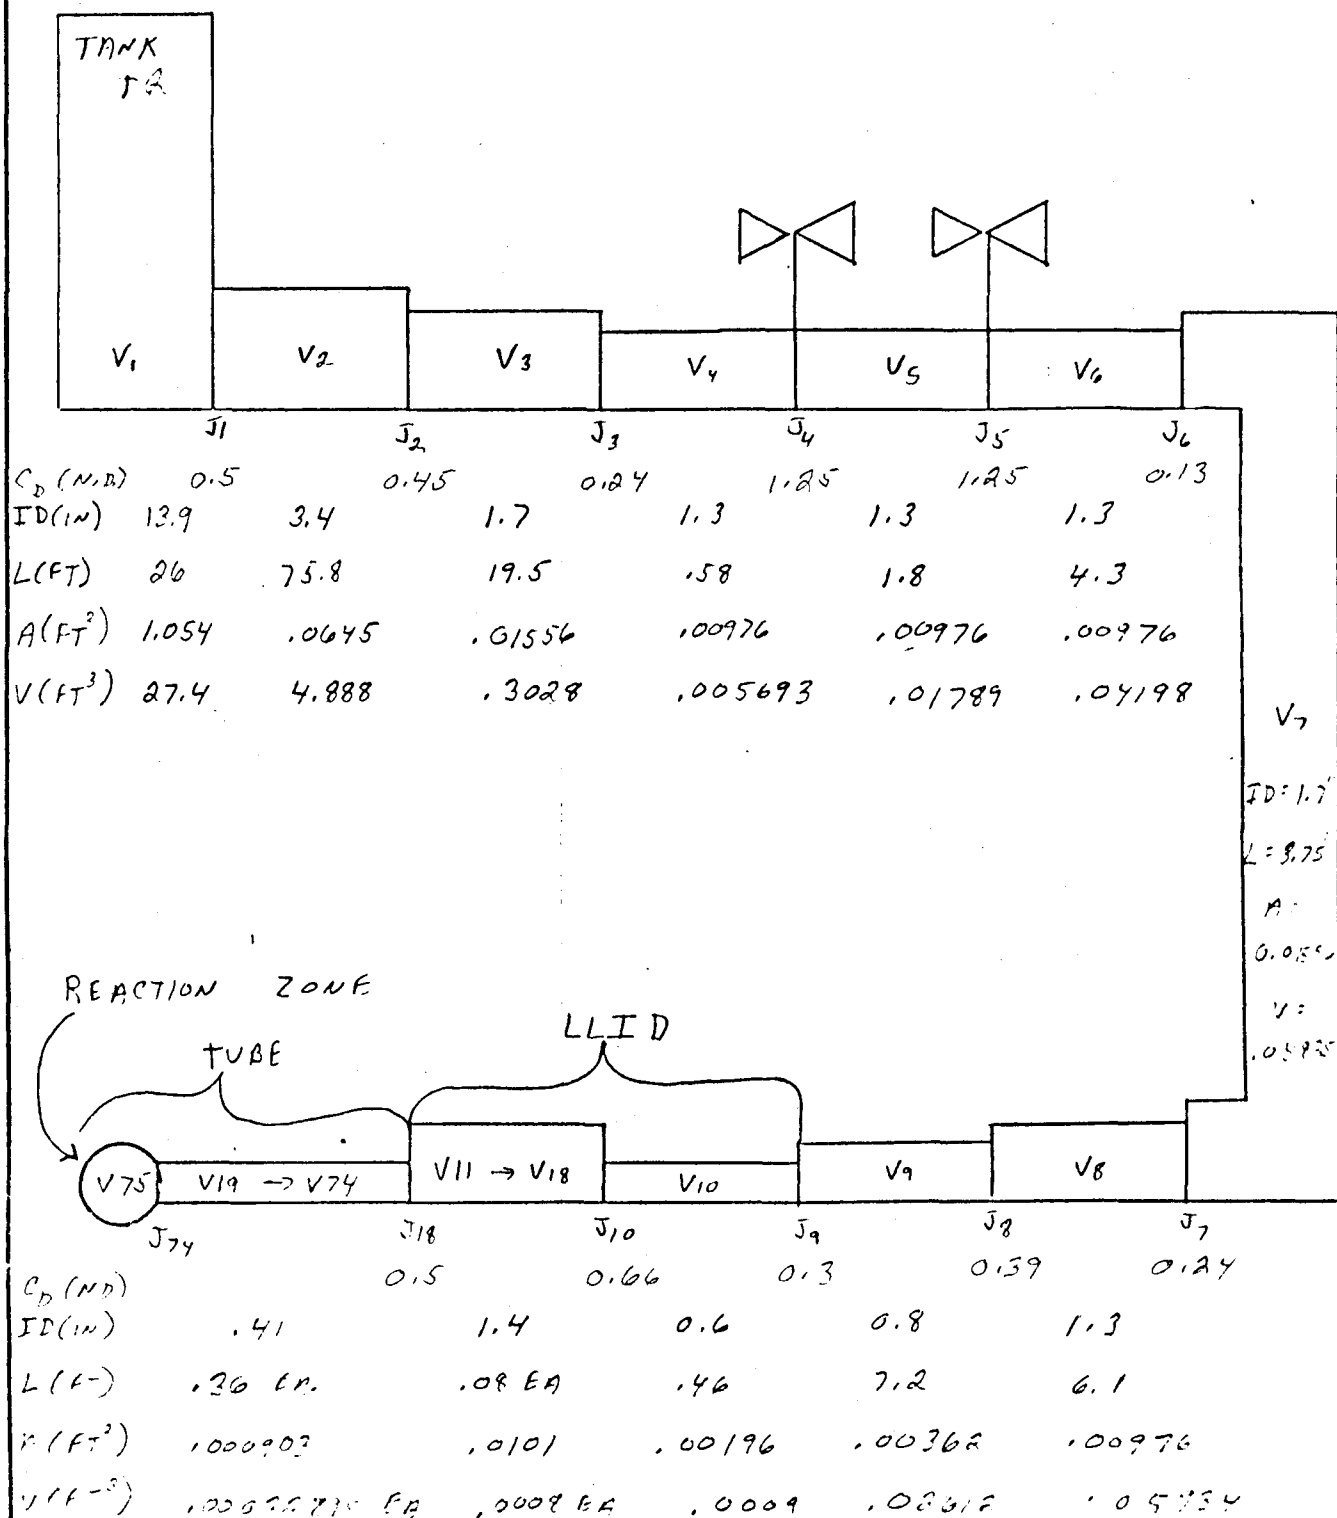 TANK
V1 V2 V3 V4 V5 V6
J1 J2 J3 J4 J5 J6
CD (N.D) 0.5 0.45 0.24 1.25 1.25 0.13
ID(IN) 13.9 3.4 1.7 1.3 1.3 1.3
L(FT) 26 75.8 19.5 .58 1.8 4.3
A(FT²) 1.054 .0645 .01556 .00976 .00976 .00976
V(FT³) 27.4 4.888 .3028 .005693 .01789 .04198
V7
ID=1.7
A=
V=
REACTION ZONE
TUBE
LLID
V75 V19 → V74 V11 → V18 V10 V9 V8
J74 J18 J10 J9 J8 J7
CD (ND) 0.5 0.66 0.3 0.39 0.24
ID(IN) .41 1.4 0.6 0.8 1.3
.36 .08 EA .46 7.2 6.1
(FT²) .000903 .0101 .00196 .00362 .00976
EA .0008 EA .0009